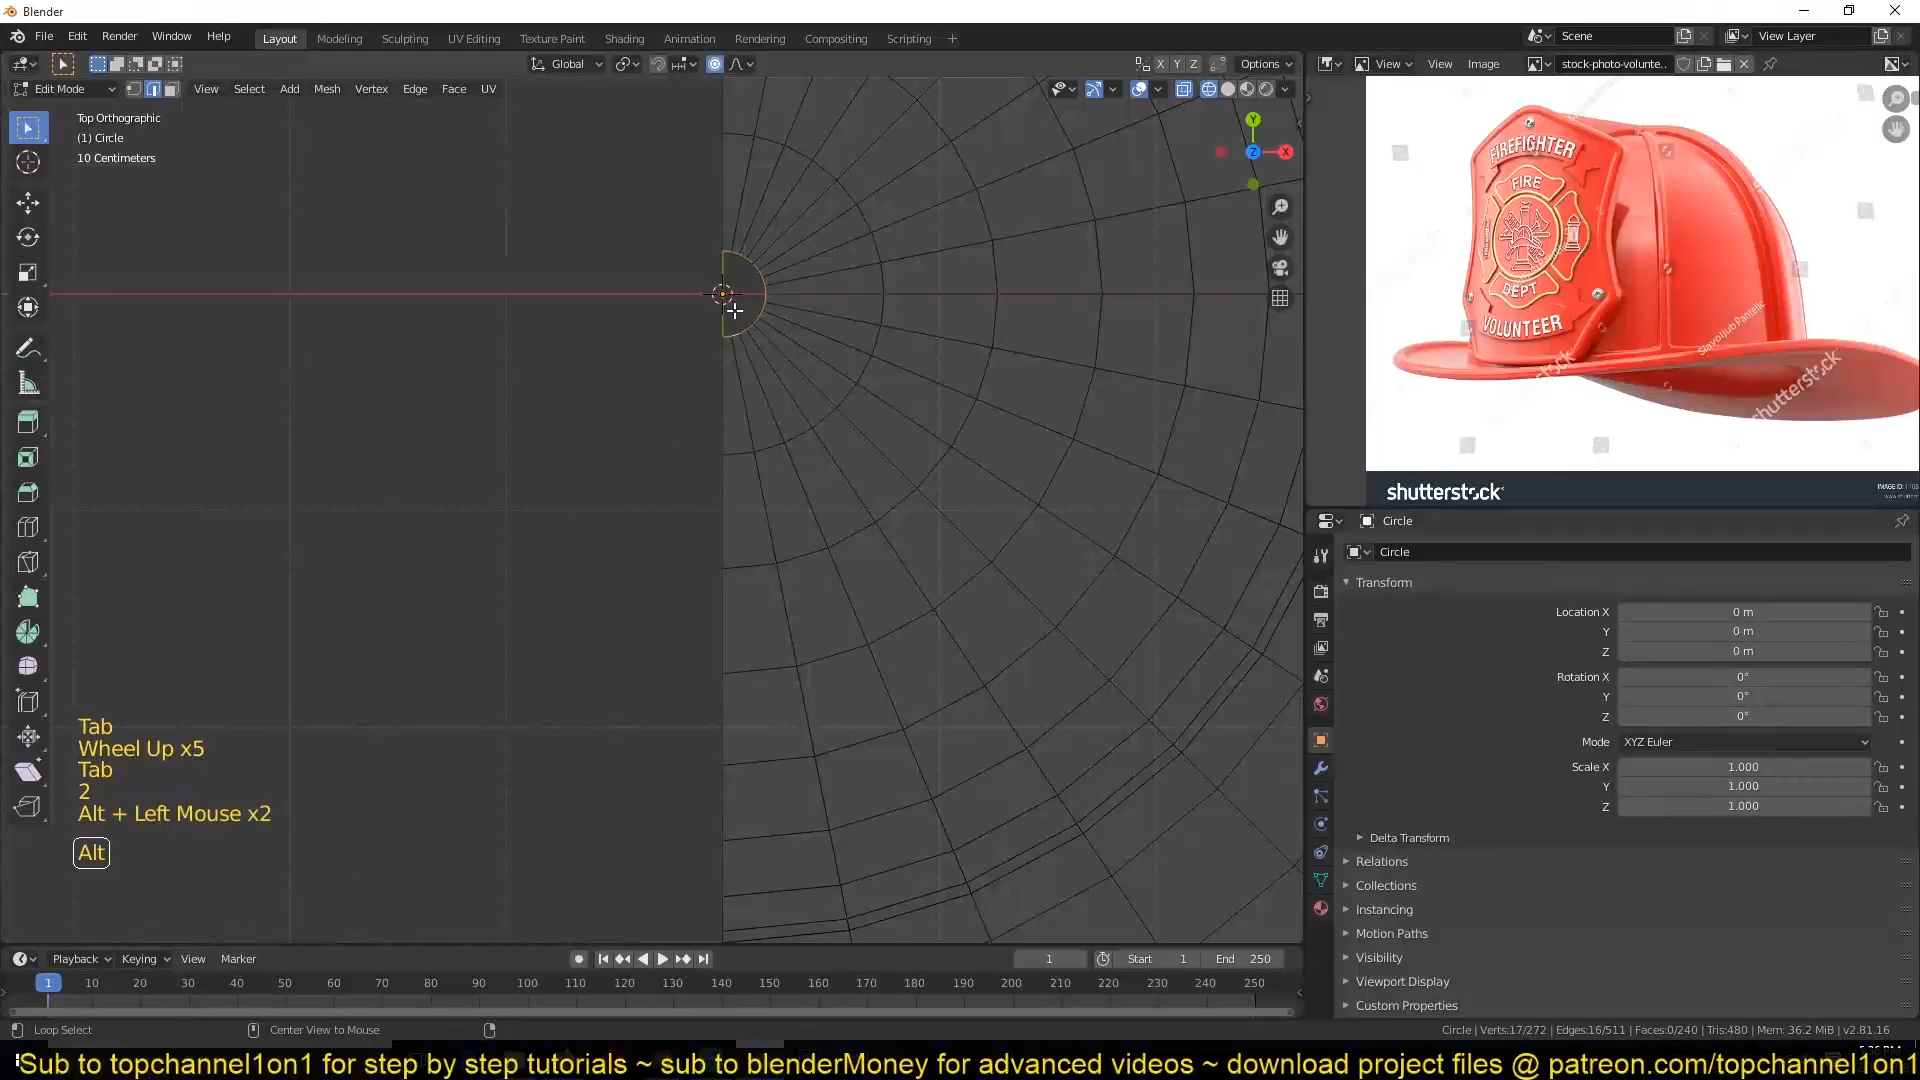 Blender
File Edit Render Window Help
Layout Modeling Sculpting UV Editing Texture Paint Shading Animation Rendering Compositing Scripting +
Scene
View Layer
Global
X Y Z
Options
View View Image
stock-photo-volunte..
Edit Mode
View Select Add Mesh Vertex Edge Face UV
Top Orthographic
(1) Circle
10 Centimeters
Y
Z
X
FIREFIGHTER
FIRE
DEPT
VOLUNTEER
Slavoljub Pantelic
shutterstock
shutterstock
shutterstock
Circle
Circle
Transform
Location X 0 m
Y 0 m
Z 0 m
Rotation X 0°
Y 0°
Z 0°
Mode XYZ Euler
Scale X 1.000
Y 1.000
Z 1.000
Delta Transform
Relations
Collections
Instancing
Motion Paths
Visibility
Viewport Display
Custom Properties
Tab
Wheel Up x5
Tab
2
Alt + Left Mouse x2
Alt
Playback Keying View Marker
1
Start 1
End 250
1 10 20 30 40 50 60 70 80 90 100 110 120 130 140 150 160 170 180 190 200 210 220 230 240 250
Loop Select
Center View to Mouse
Circle | Verts:17/272 | Edges:16/511 | Faces:0/240 | Tris:480 | Mem: 36.2 MiB | v2.81.16
Sub to topchannel1on1 for step by step tutorials ~ sub to blenderMoney for advanced videos ~ download project files @ patreon.com/topchannel1on1